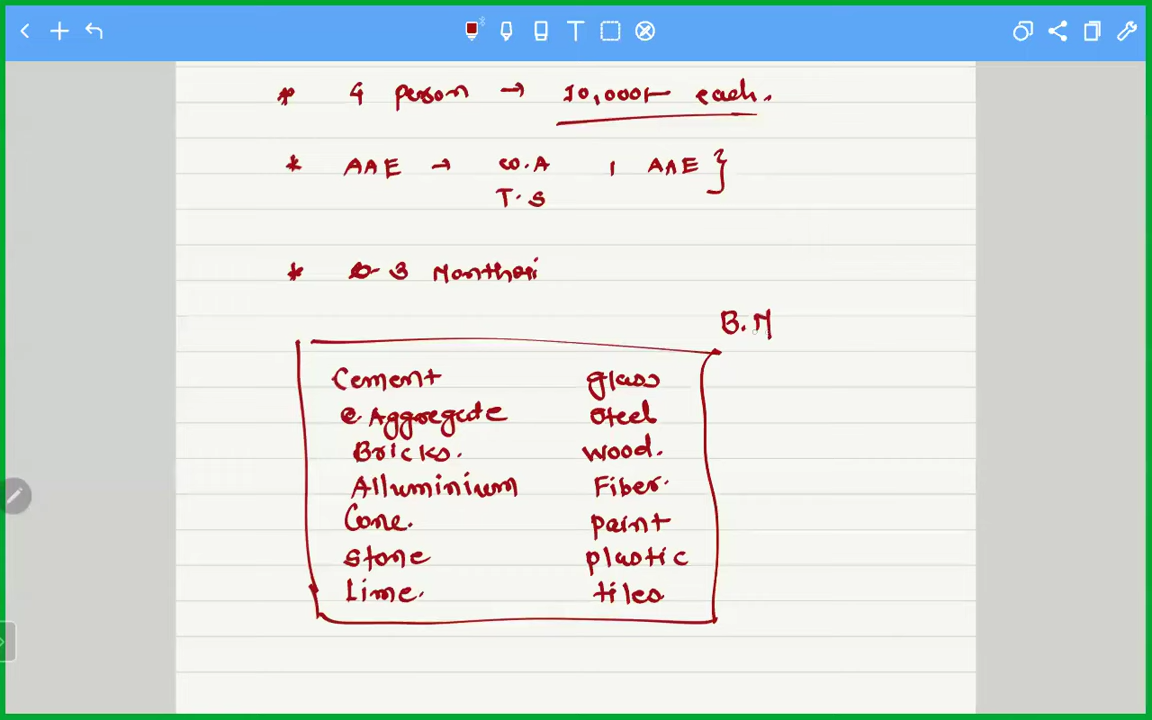 * 4 person → 10,000/- each.
* AAE → W.A 1 AAE }
T.S
* 3 Months
B.M
Cement glass
Aggregate steel
Bricks. wood.
Alluminium Fiber.
Conc. paint
stone plastic
Lime. tiles